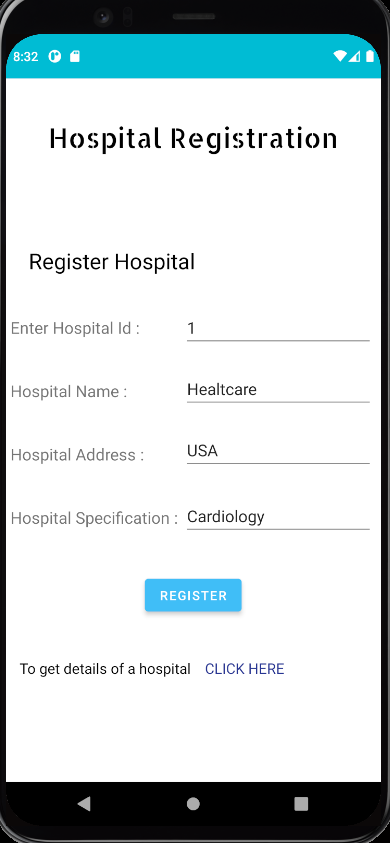 8:32
Hospital Registration
Register Hospital
Enter Hospital Id : 1
Hospital Name : Healtcare
Hospital Address : USA
Hospital Specification : Cardiology
REGISTER
To get details of a hospital CLICK HERE